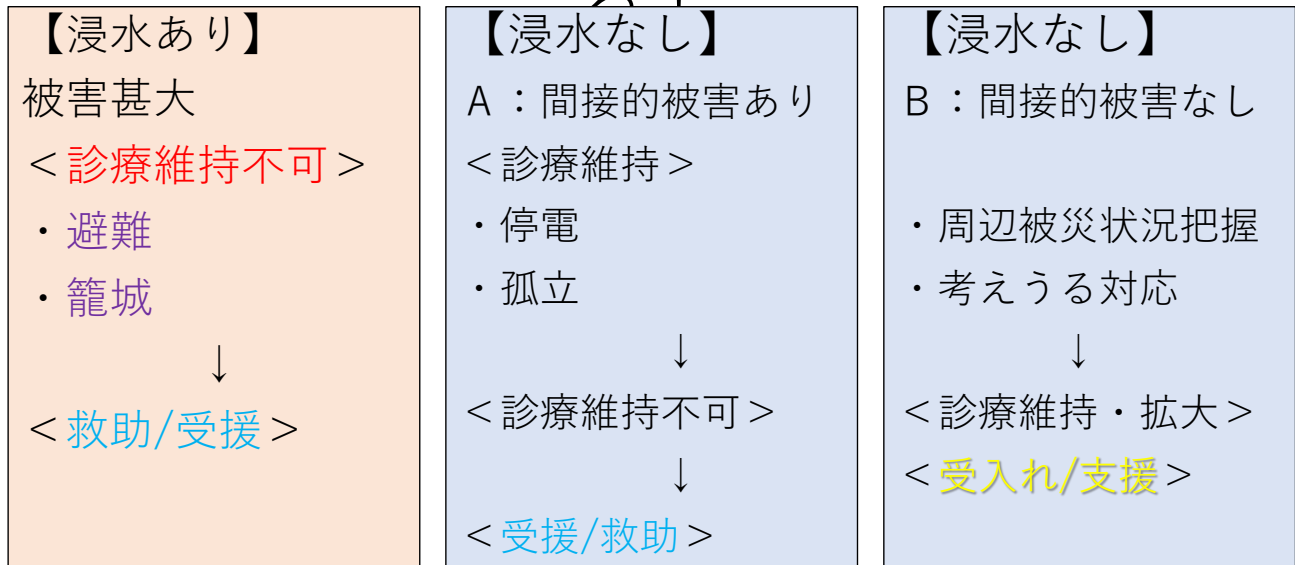 【浸水あり】
被害甚大
＜診療維持不可＞
・避難
・籠城
↓
＜救助/受援＞
【浸水なし】
A：間接的被害あり
＜診療維持＞
・停電
・孤立
↓
＜診療維持不可＞
↓
＜受援/救助＞
【浸水なし】
B：間接的被害なし
・周辺被災状況把握
・考えうる対応
↓
＜診療維持・拡大＞
＜受入れ/支援＞